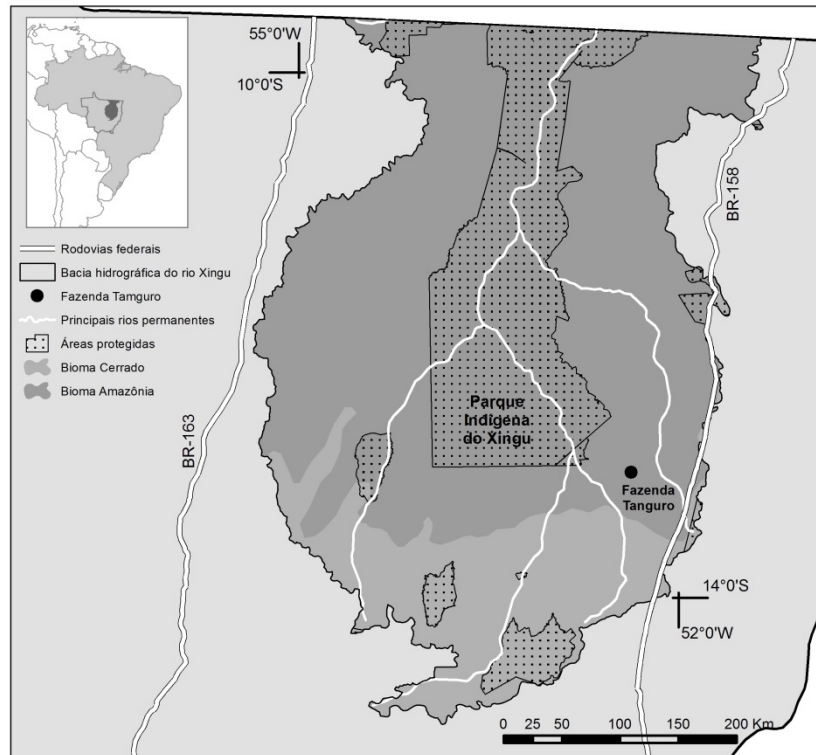 55°0'W
10°0'S
BR-158
Rodovias federais
Bacia hidrográfica do rio Xingu
Fazenda Tamguro
Principais rios permanentes
Áreas protegidas
Bioma Cerrado
Bioma Amazônia
BR-163
Parque
Indígena
do Xingu
Fazenda
Tanguro
14°0'S
52°0'W
0 25 50 100 150 200 Km